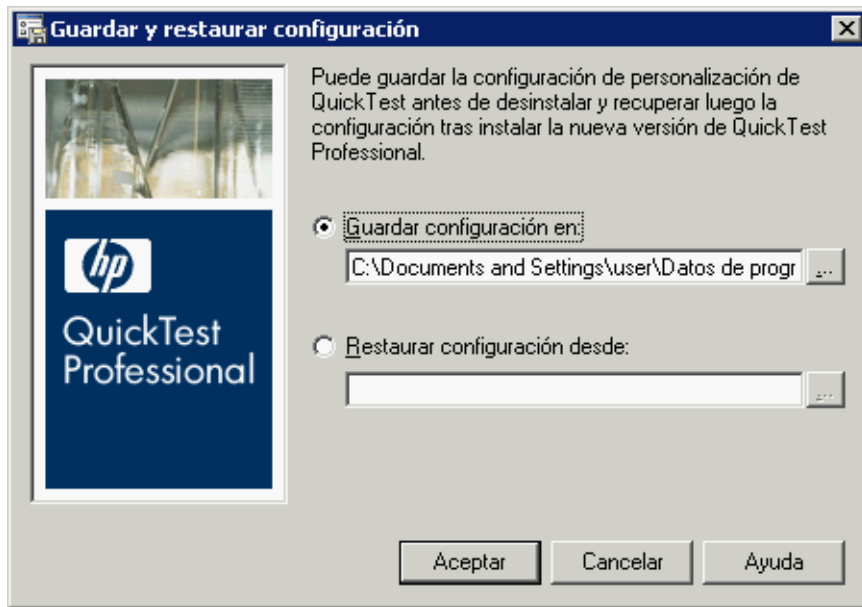 Guardar y restaurar configuración
Puede guardar la configuración de personalización de
QuickTest antes de desinstalar y recuperar luego la
configuración tras instalar la nueva versión de QuickTest
Professional.
Guardar configuración en:
C:\Documents and Settings\user\Datos de progr
...
hp
QuickTest
Professional
Restaurar configuración desde:
...
Aceptar
Cancelar
Ayuda